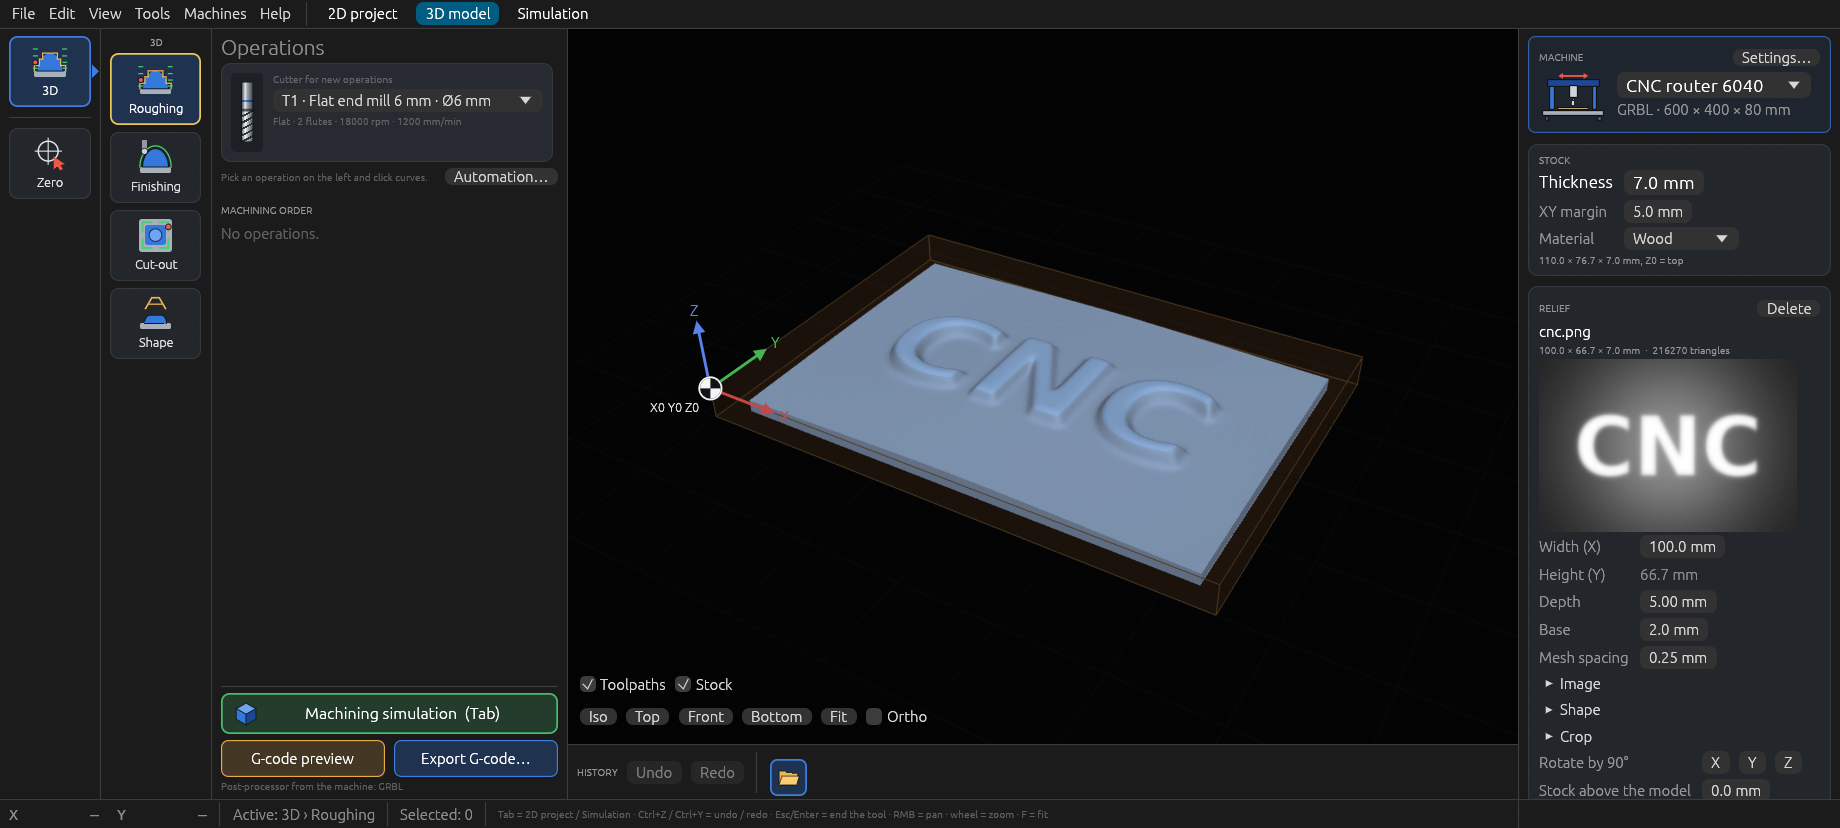 File Edit View Tools Machines Help 2D project 3D model Simulation
3D
Zero
3D
Roughing
Finishing
Cut-out
Shape
Operations
Cutter for new operations
T1 · Flat end mill 6 mm · Ø6 mm
Flat · 2 flutes · 18000 rpm · 1200 mm/min
Pick an operation on the left and click curves. Automation...
MACHINING ORDER
No operations.
Machining simulation (Tab)
G-code preview Export G-code...
Post-processor from the machine: GRBL
Z
Y
X
X0 Y0 Z0
CNC
Toolpaths Stock
Iso Top Front Bottom Fit Ortho
HISTORY Undo Redo
MACHINE Settings...
CNC router 6040
GRBL · 600 × 400 × 80 mm
STOCK
Thickness 7.0 mm
XY margin 5.0 mm
Material Wood
110.0 × 76.7 × 7.0 mm, Z0 = top
RELIEF Delete
cnc.png
100.0 × 66.7 × 7.0 mm · 216270 triangles
CNC
Width (X) 100.0 mm
Height (Y) 66.7 mm
Depth 5.00 mm
Base 2.0 mm
Mesh spacing 0.25 mm
Image
Shape
Crop
Rotate by 90° X Y Z
Stock above the model 0.0 mm
X – Y – Active: 3D › Roughing Selected: 0 Tab = 2D project / Simulation · Ctrl+Z / Ctrl+Y = undo / redo · Esc/Enter = end the tool · RMB = pan · wheel = zoom · F = fit